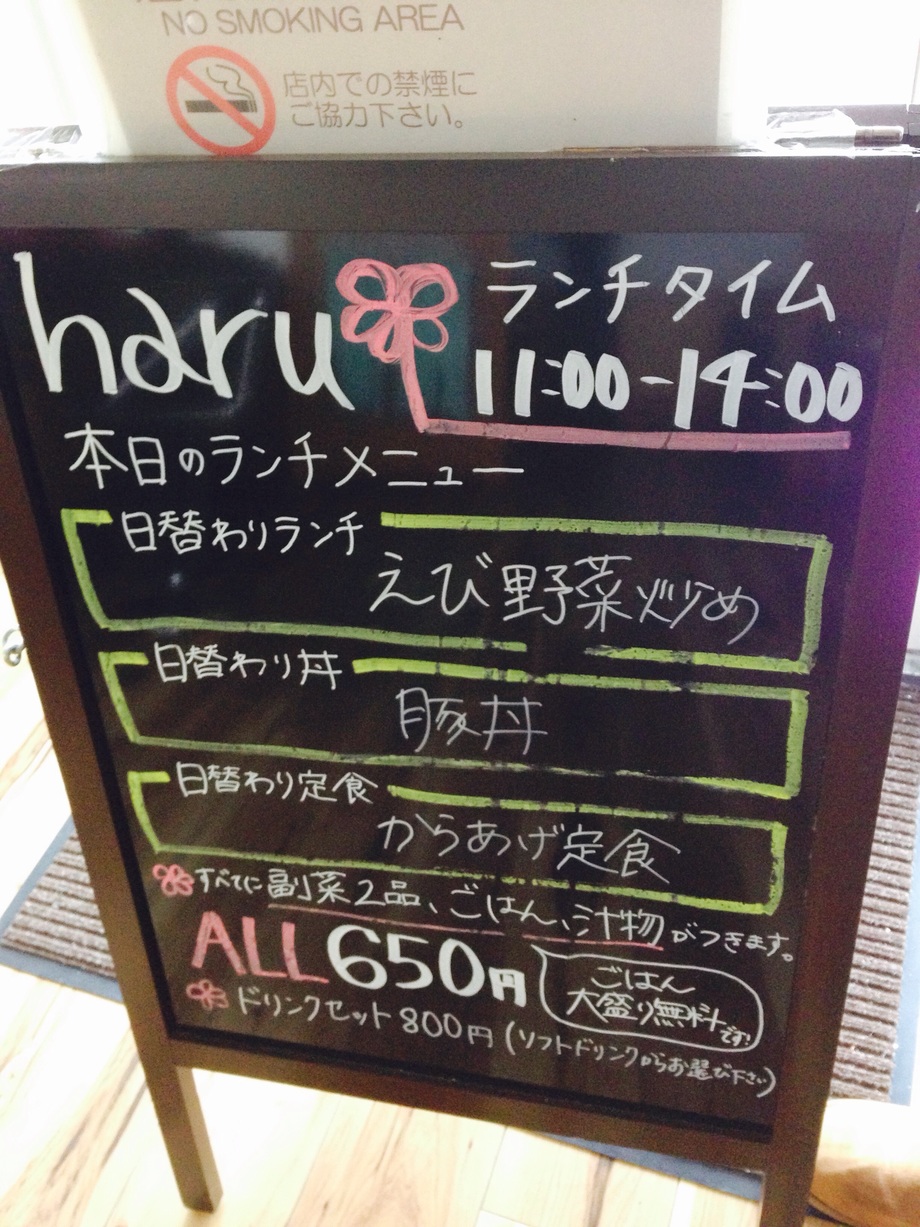 NO SMOKING AREA
店内での禁煙に
ご協力下さい。
haru
ランチタイム
11:00-14:00
本日のランチメニュー
日替わりランチ
えび野菜炒め
日替わり丼
豚丼
日替わり定食
からあげ定食
すべてに副菜2品、ごはん、汁物がつきます。
ALL650円
ごはん
大盛り無料です!
ドリンクセット800円(ソフトドリンクからお選び下さい)